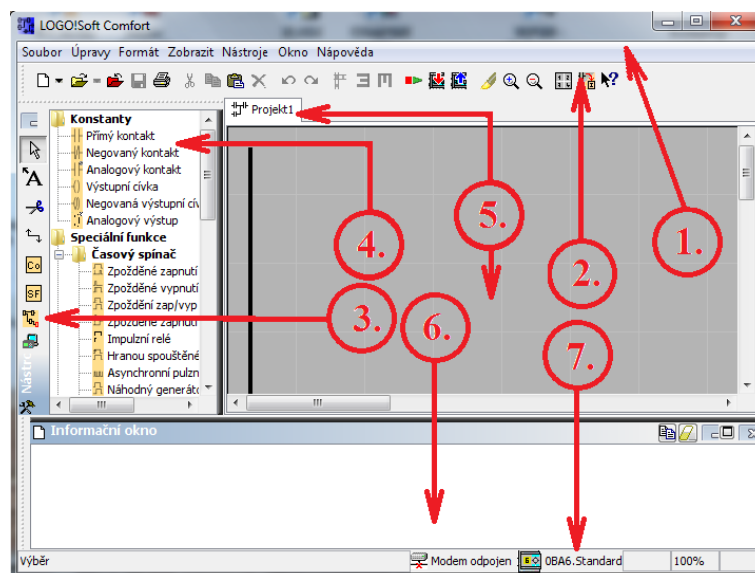 LOGO!Soft Comfort
Soubor Úpravy Formát Zobrazit Nástroje Okno Nápověda
Projekt1
Konstanty
Přímý kontakt
Negovaný kontakt
Analogový kontakt
Výstupní cívka
Negovaná výstupní cív
Analogový výstup
Speciální funkce
Časový spínač
Zpožděné zapnutí
Zpožděné vypnutí
Zpoždění zap/vyp
Zpožděné zapnutí
Impulzní relé
Hranou spouštěné
Asynchronní pulzn
Náhodný generáto
A
Co
SF
Nástro
1.
2.
3.
4.
5.
6.
7.
Informační okno
Výběr
Modem odpojen
0BA6.Standard
100%